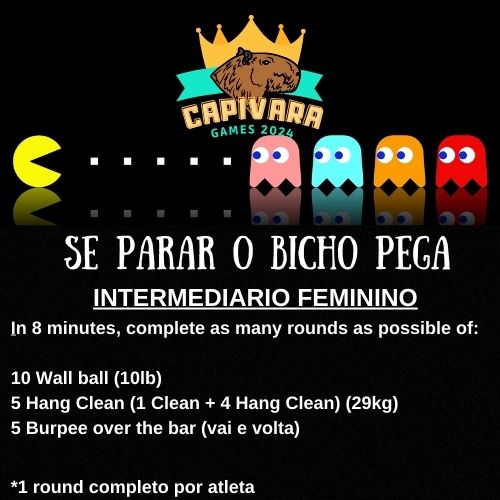 CAPIVARA
GAMES 2024
SE PARAR O BICHO PEGA
INTERMEDIARIO FEMININO
In 8 minutes, complete as many rounds as possible of:
10 Wall ball (10lb)
5 Hang Clean (1 Clean + 4 Hang Clean) (29kg)
5 Burpee over the bar (vai e volta)
*1 round completo por atleta